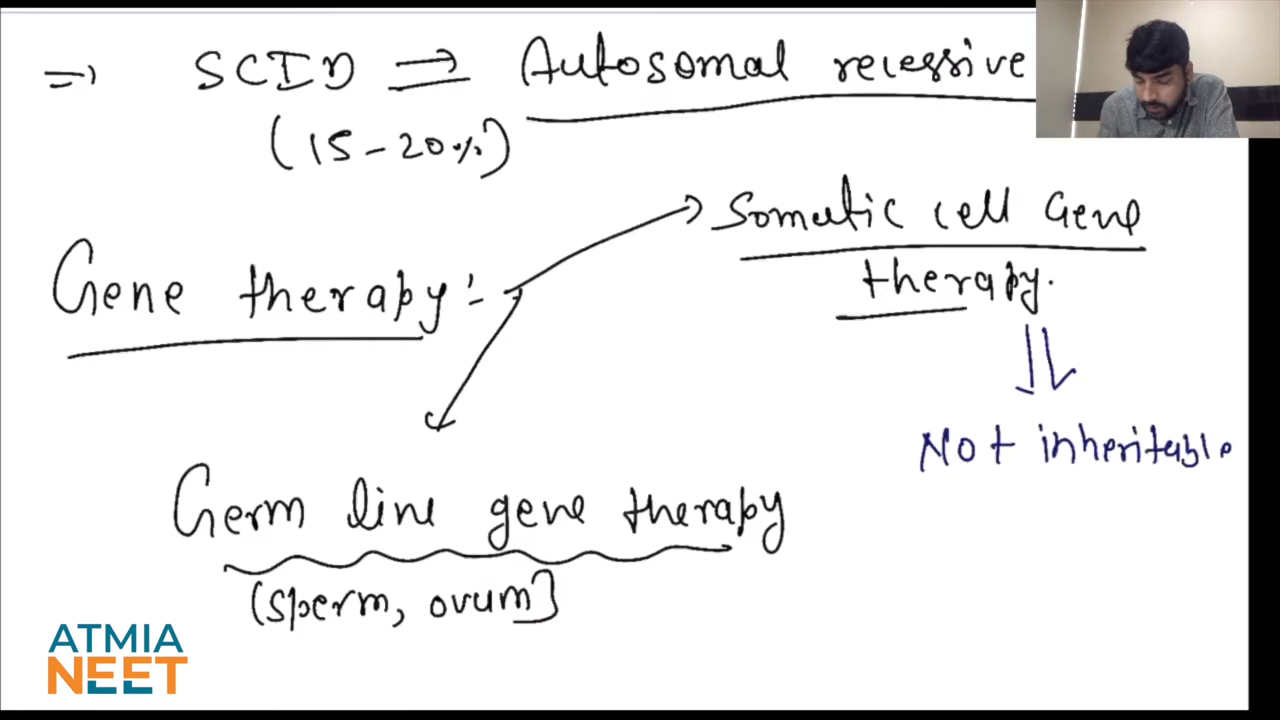 => SCID => Autosomal recessive
(15-20%)
Gene therapy:-
Somatic cell Gene
therapy.
Not inheritable
Germ line gene therapy
(sperm, ovum)
ATMIA
NEET